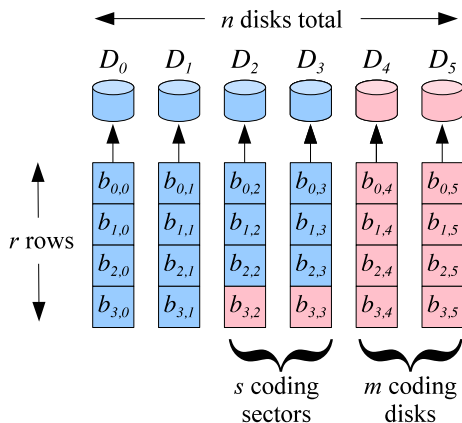 n disks total
D0 D1 D2 D3 D4 D5
b0,0 b0,1 b0,2 b0,3 b0,4 b0,5
b1,0 b1,1 b1,2 b1,3 b1,4 b1,5
r rows
b2,0 b2,1 b2,2 b2,3 b2,4 b2,5
b3,0 b3,1 b3,2 b3,3 b3,4 b3,5
s coding sectors
m coding disks